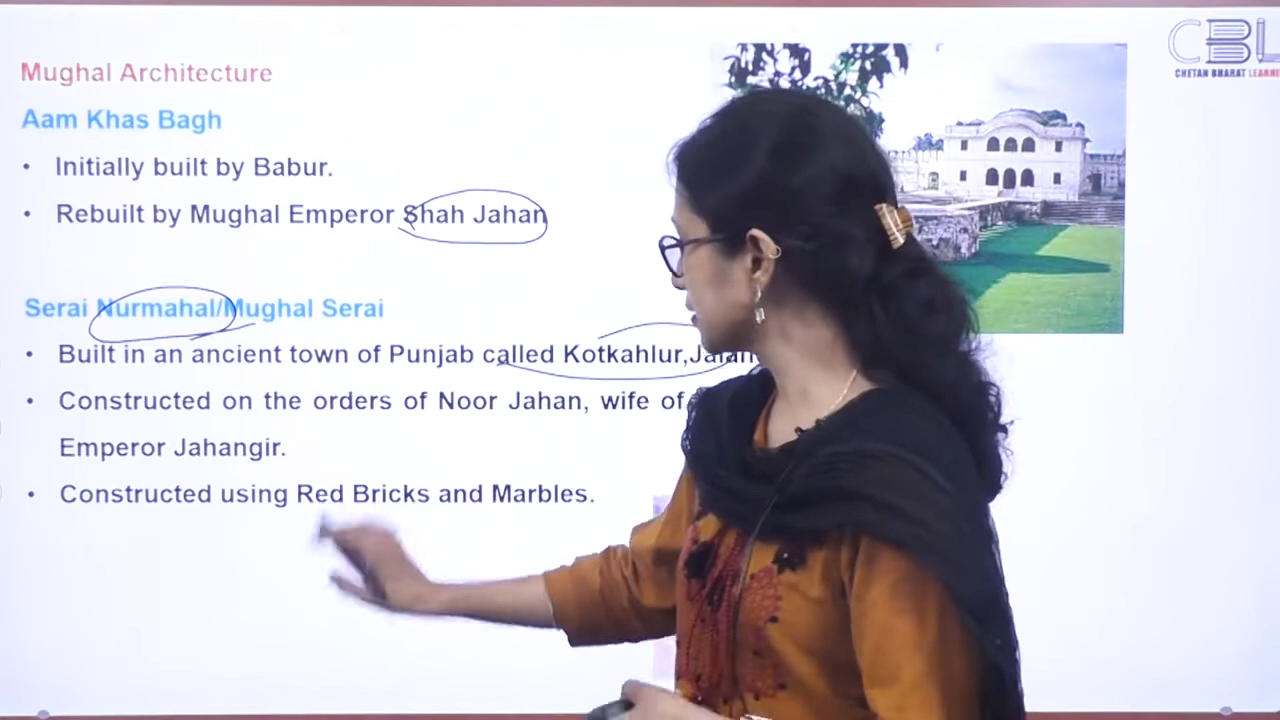 Mughal Architecture
Aam Khas Bagh
• Initially built by Babur.
• Rebuilt by Mughal Emperor Shah Jahan
Serai Nurmahal/Mughal Serai
• Built in an ancient town of Punjab called Kotkahlur,
• Constructed on the orders of Noor Jahan, wife of
Emperor Jahangir.
• Constructed using Red Bricks and Marbles.
CBL
CHETAN BHARAT LEARNI